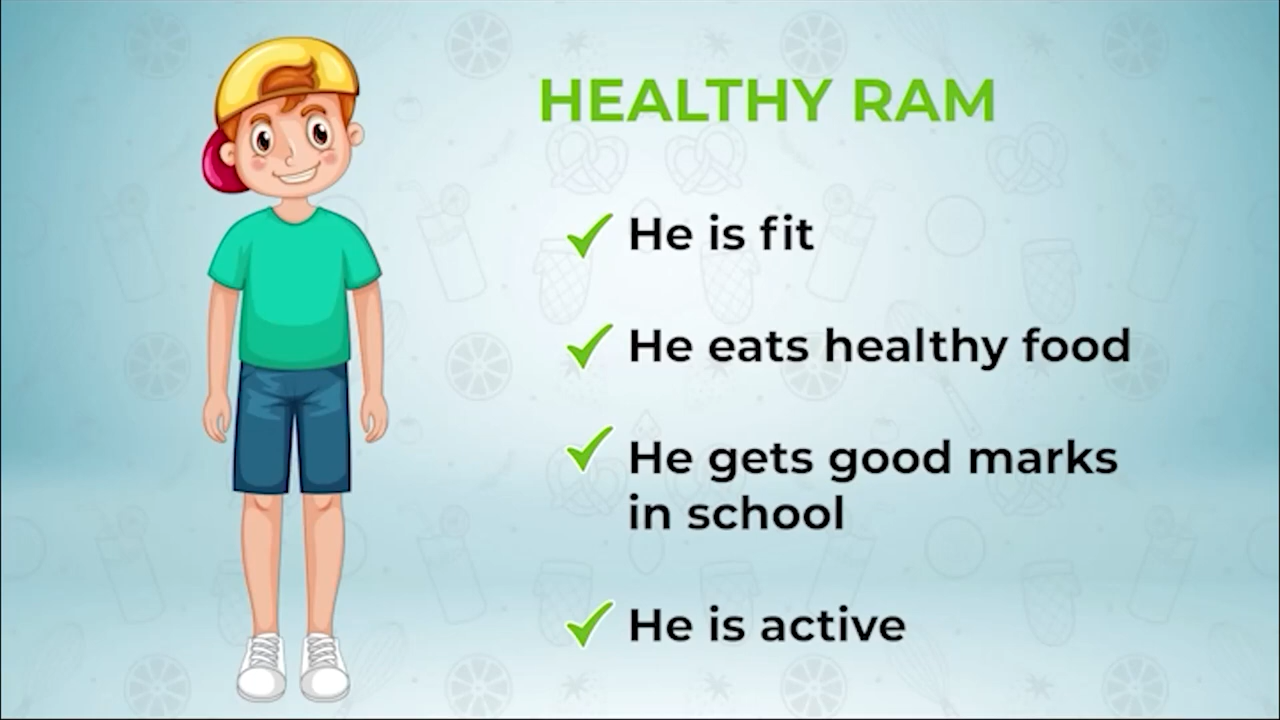 HEALTHY RAM
He is fit
He eats healthy food
He gets good marks
in school
He is active